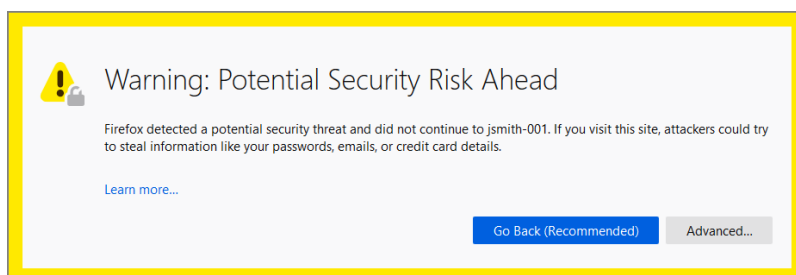 Warning: Potential Security Risk Ahead
Firefox detected a potential security threat and did not continue to jsmith-001. If you visit this site, attackers could try
to steal information like your passwords, emails, or credit card details.
Learn more...
Go Back (Recommended)
Advanced...